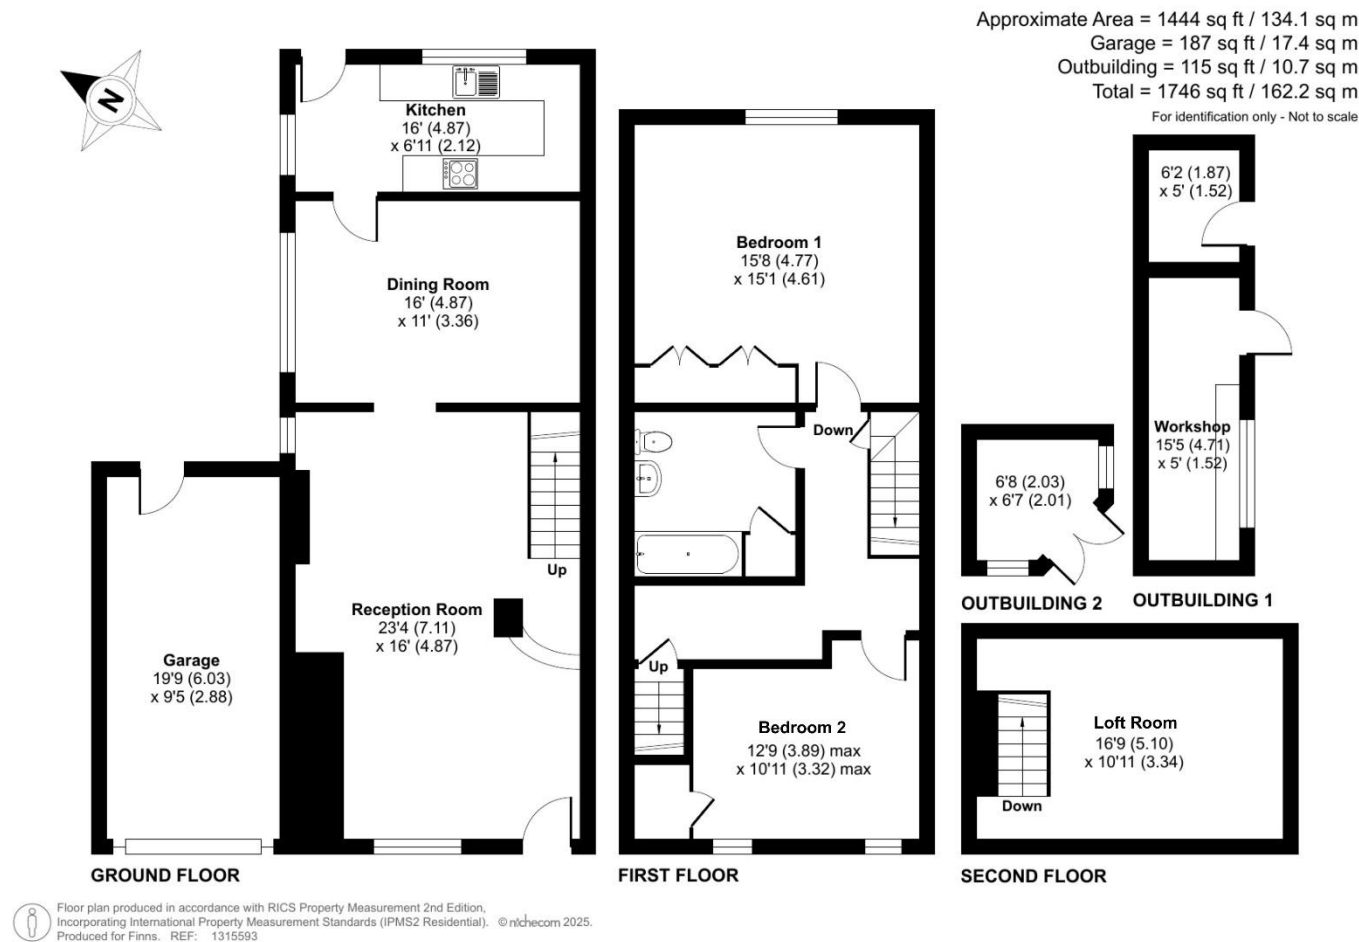 Approximate Area = 1444 sq ft / 134.1 sq m
Garage = 187 sq ft / 17.4 sq m
Outbuilding = 115 sq ft / 10.7 sq m
Total = 1746 sq ft / 162.2 sq m
For identification only - Not to scale
N
Kitchen
16' (4.87)
x 6'11 (2.12)
Dining Room
16' (4.87)
x 11' (3.36)
Up
Reception Room
23'4 (7.11)
x 16' (4.87)
Garage
19'9 (6.03)
x 9'5 (2.88)
GROUND FLOOR
Bedroom 1
15'8 (4.77)
x 15'1 (4.61)
Down
Up
Bedroom 2
12'9 (3.89) max
x 10'11 (3.32) max
FIRST FLOOR
6'2 (1.87)
x 5' (1.52)
Workshop
15'5 (4.71)
x 5' (1.52)
OUTBUILDING 1
6'8 (2.03)
x 6'7 (2.01)
OUTBUILDING 2
Loft Room
16'9 (5.10)
x 10'11 (3.34)
Down
SECOND FLOOR
Floor plan produced in accordance with RICS Property Measurement 2nd Edition,
Incorporating International Property Measurement Standards (IPMS2 Residential). © nichecom 2025.
Produced for Finns. REF: 1315593